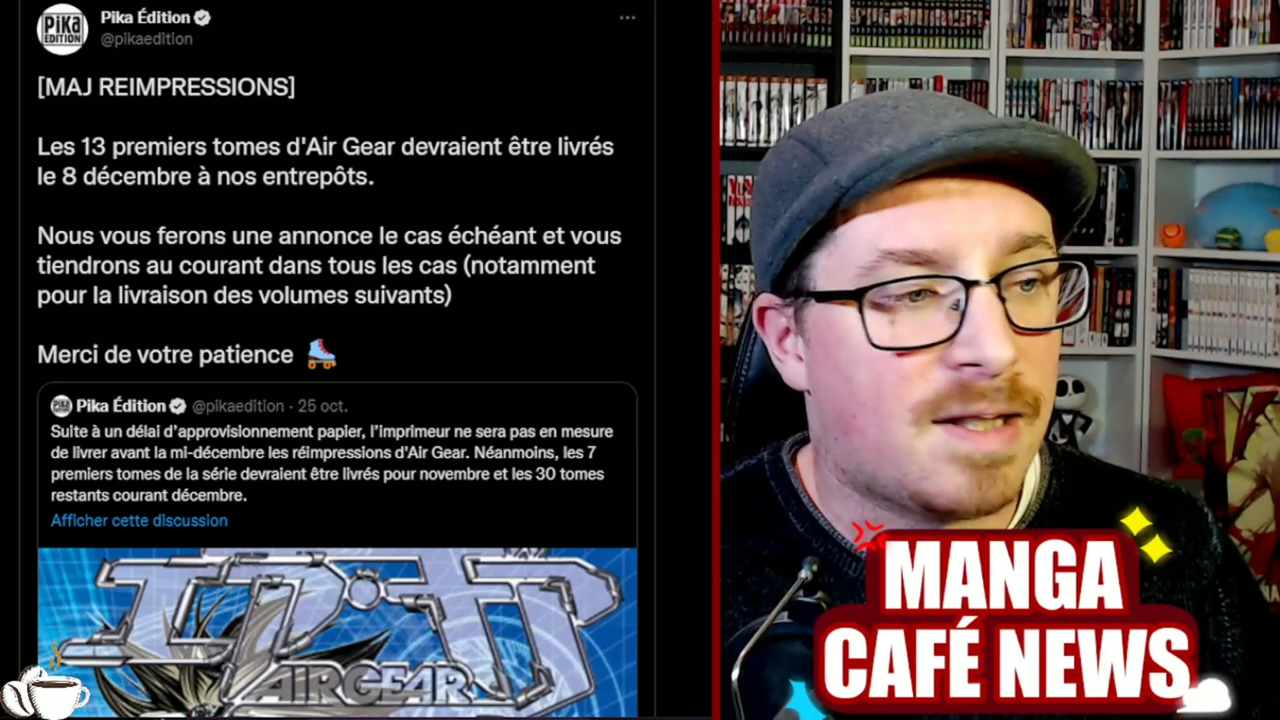 Pika Édition
@pikaedition
[MAJ REIMPRESSIONS]
Les 13 premiers tomes d'Air Gear devraient être livrés
le 8 décembre à nos entrepôts.
Nous vous ferons une annonce le cas échéant et vous
tiendrons au courant dans tous les cas (notamment
pour la livraison des volumes suivants)
Merci de votre patience
Pika Édition @pikaedition · 25 oct.
Suite à un délai d'approvisionnement papier, l'imprimeur ne sera pas en mesure
de livrer avant la mi-décembre les réimpressions d'Air Gear. Néanmoins, les 7
premiers tomes de la série devraient être livrés pour novembre et les 30 tomes
restants courant décembre.
Afficher cette discussion
AIRGEAR
PIKA
EDITION
MANGA
CAFÉ NEWS